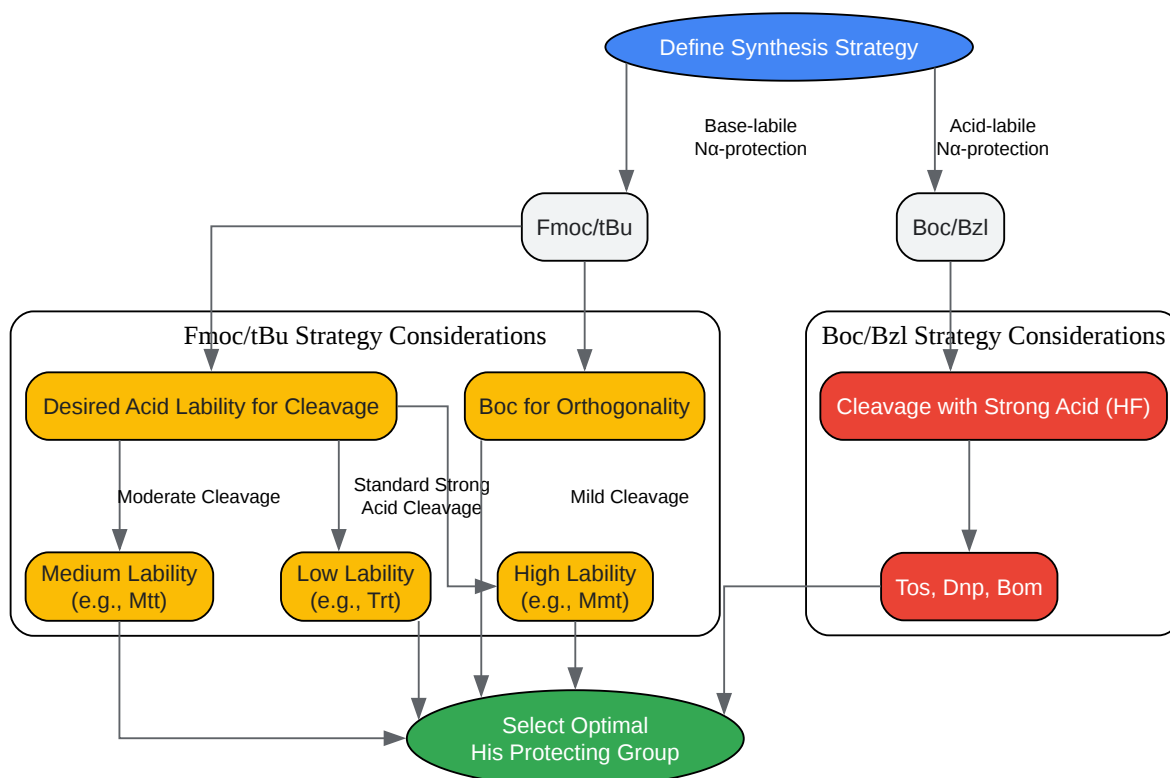 Define Synthesis Strategy
Base-labile
Nα-protection
Acid-labile
Nα-protection
Fmoc/tBu
Boc/Bzl
Fmoc/tBu Strategy Considerations
Boc/Bzl Strategy Considerations
Desired Acid Lability for Cleavage
Boc for Orthogonality
Cleavage with Strong Acid (HF)
Moderate Cleavage
Standard Strong
Acid Cleavage
Mild Cleavage
Medium Lability
(e.g., Mtt)
Low Lability
(e.g., Trt)
High Lability
(e.g., Mmt)
Tos, Dnp, Bom
Select Optimal
His Protecting Group